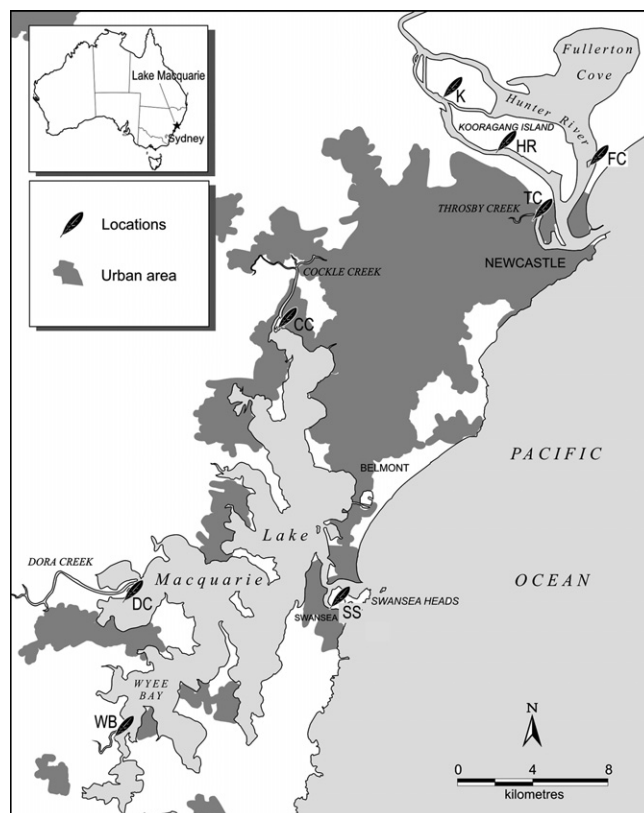 Lake Macquarie
Sydney
Locations
Urban area
Fullerton
Cove
K
Hunter River
KOORAGANG ISLAND
HR
FC
TC
THROSBY CREEK
NEWCASTLE
COCKLE CREEK
CC
PACIFIC
BELMONT
Lake
DORA CREEK
Macquarie
OCEAN
DC
SS
SWANSEA HEADS
SWANSEA
WYEE
BAY
WB
N
0 4 8
kilometres